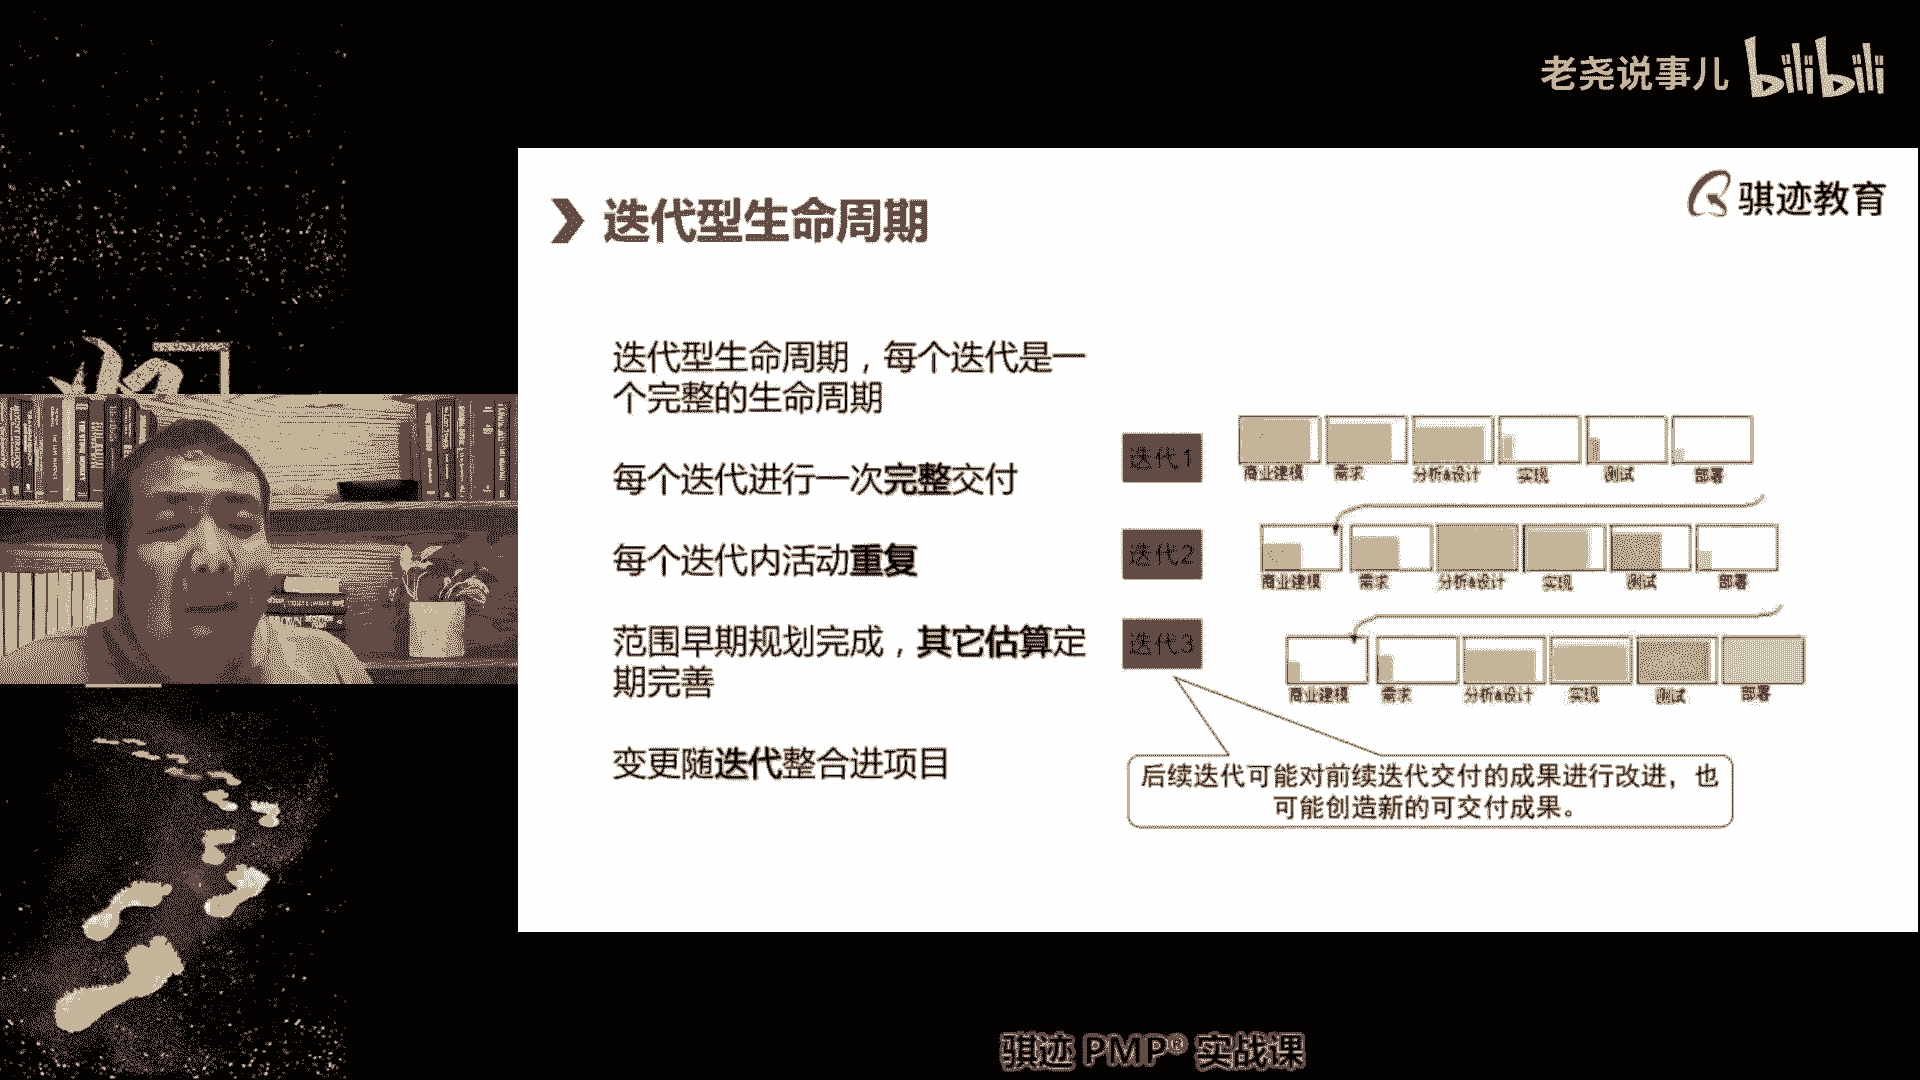 老尧说事儿 bilibili
骐迹教育
迭代型生命周期
迭代型生命周期，每个迭代是一
个完整的生命周期
每个迭代进行一次完整交付
每个迭代内活动重复
范围早期规划完成，其它估算定
期完善
变更随迭代整合进项目
迭代1
商业建模 需求 分析&设计 实现 测试 部署
迭代2
商业建模 需求 分析&设计 实现 测试 部署
迭代3
商业建模 需求 分析&设计 实现 测试 部署
后续迭代可能对前续迭代交付的成果进行改进，也
可能创造新的可交付成果。
骐迹 PMP® 实战课